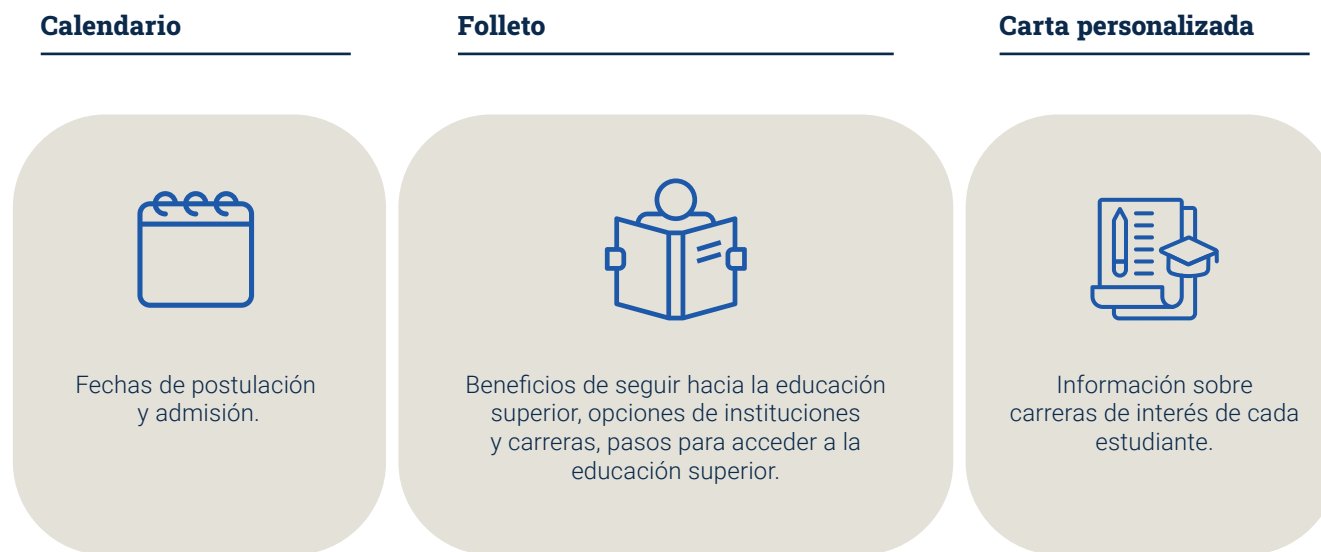 Calendario
Folleto
Carta personalizada
Fechas de postulación
y admisión.
Beneficios de seguir hacia la educación
superior, opciones de instituciones
y carreras, pasos para acceder a la
educación superior.
Información sobre
carreras de interés de cada
estudiante.